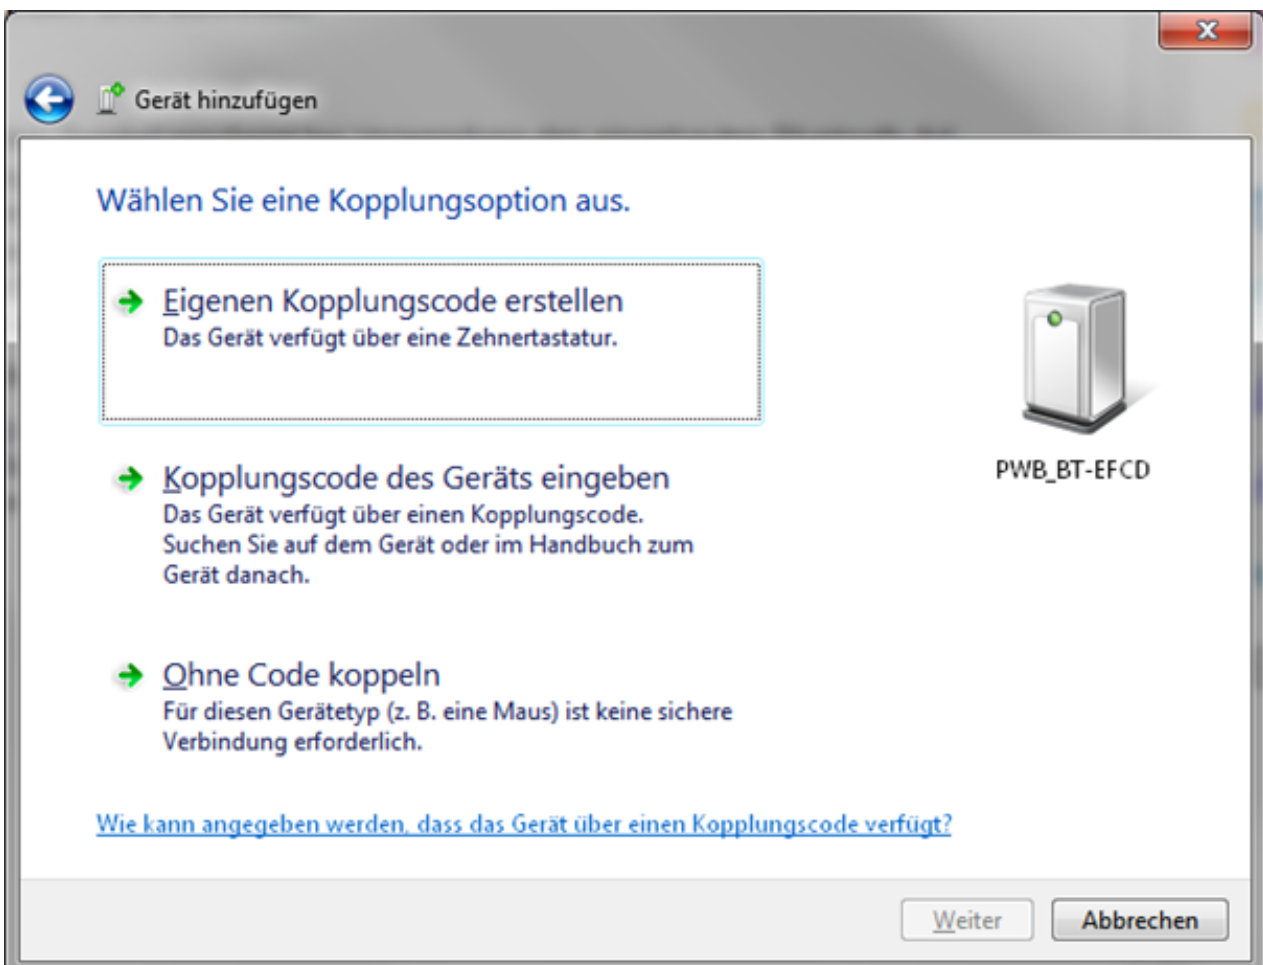 Gerät hinzufügen
Wählen Sie eine Kopplungsoption aus.
Eigenen Kopplungscode erstellen
Das Gerät verfügt über eine Zehnertastatur.
Kopplungscode des Geräts eingeben
Das Gerät verfügt über einen Kopplungscode.
Suchen Sie auf dem Gerät oder im Handbuch zum
Gerät danach.
Ohne Code koppeln
Für diesen Gerätetyp (z. B. eine Maus) ist keine sichere
Verbindung erforderlich.
PWB_BT-EFCD
Wie kann angegeben werden, dass das Gerät über einen Kopplungscode verfügt?
Weiter
Abbrechen